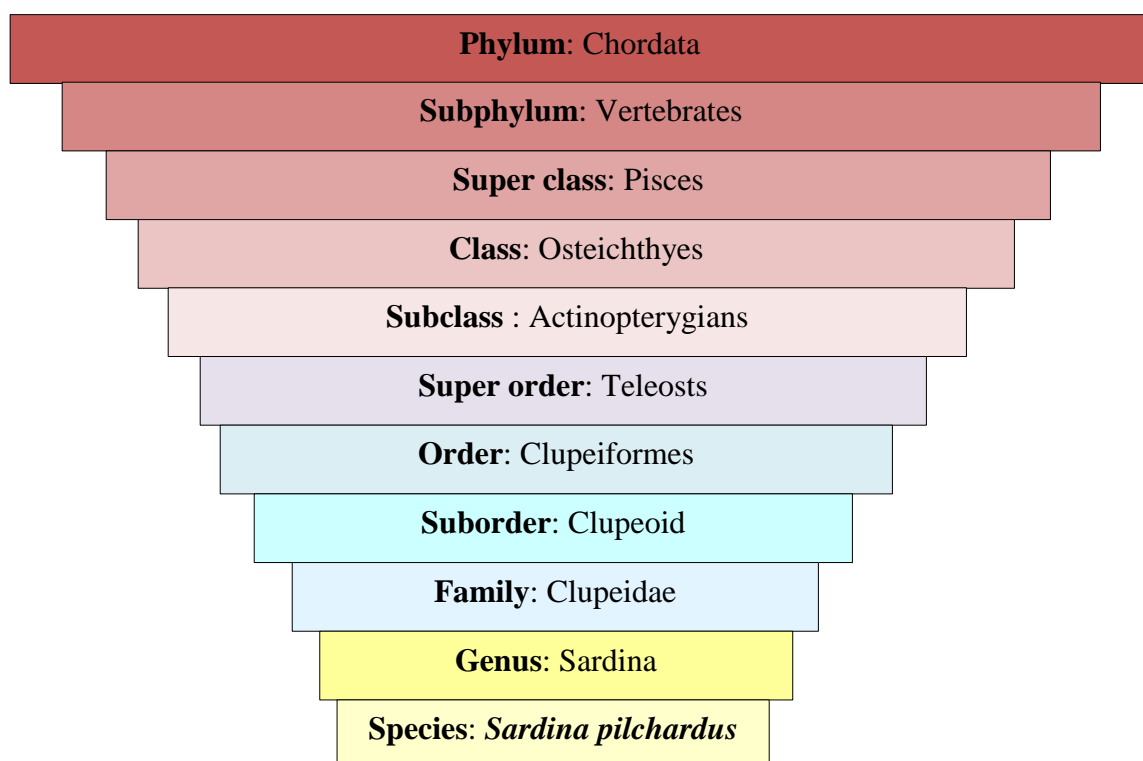 Phylum: Chordata
Subphylum: Vertebrates
Super class: Pisces
Class: Osteichthyes
Subclass : Actinopterygians
Super order: Teleosts
Order: Clupeiformes
Suborder: Clupeoid
Family: Clupeidae
Genus: Sardina
Species: Sardina pilchardus